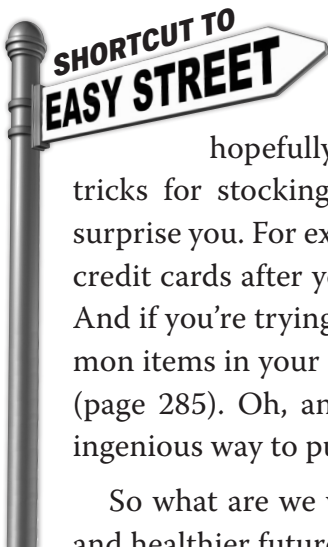 SHORTCUT TO
EASY STREET
hopefully
tricks for stocking
surprise you. For ex
credit cards after y
And if you're trying
mon items in your
(page 285). Oh, an
ingenious way to pu
So what are we
and healthier future